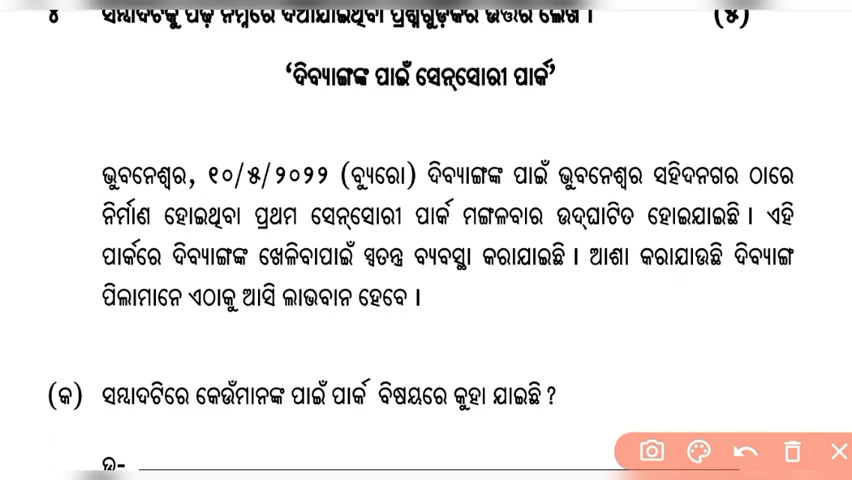 ୪ ସମ୍ବାଦଟିକୁ ପଢ଼ି ନିମ୍ନରେ ଦିଆଯାଇଥିବା ପ୍ରଶ୍ନଗୁଡ଼ିକର ଉତ୍ତର ଲେଖ । (୫)
‘ଦିବ୍ୟାଙ୍ଗଙ୍କ ପାଇଁ ସେନ୍‌ସୋରୀ ପାର୍କ’
ଭୁବନେଶ୍ୱର, ୧୦/୫/୨୦୨୨ (ବ୍ୟୁରୋ) ଦିବ୍ୟାଙ୍ଗଙ୍କ ପାଇଁ ଭୁବନେଶ୍ୱର ସହିଦନଗର ଠାରେ
ନିର୍ମାଣ ହୋଇଥିବା ପ୍ରଥମ ସେନ୍‌ସୋରୀ ପାର୍କ ମଙ୍ଗଳବାର ଉଦ୍‌ଘାଟିତ ହୋଇଯାଇଛି । ଏହି
ପାର୍କରେ ଦିବ୍ୟାଙ୍ଗଙ୍କ ଖେଳିବାପାଇଁ ସ୍ୱତନ୍ତ୍ର ବ୍ୟବସ୍ଥା କରାଯାଇଛି । ଆଶା କରାଯାଉଛି ଦିବ୍ୟାଙ୍ଗ
ପିଲାମାନେ ଏଠାକୁ ଆସି ଲାଭବାନ ହେବେ ।
(କ) ସମ୍ବାଦଟିରେ କେଉଁମାନଙ୍କ ପାଇଁ ପାର୍କ ବିଷୟରେ କୁହା ଯାଇଛି ?
ଉ-